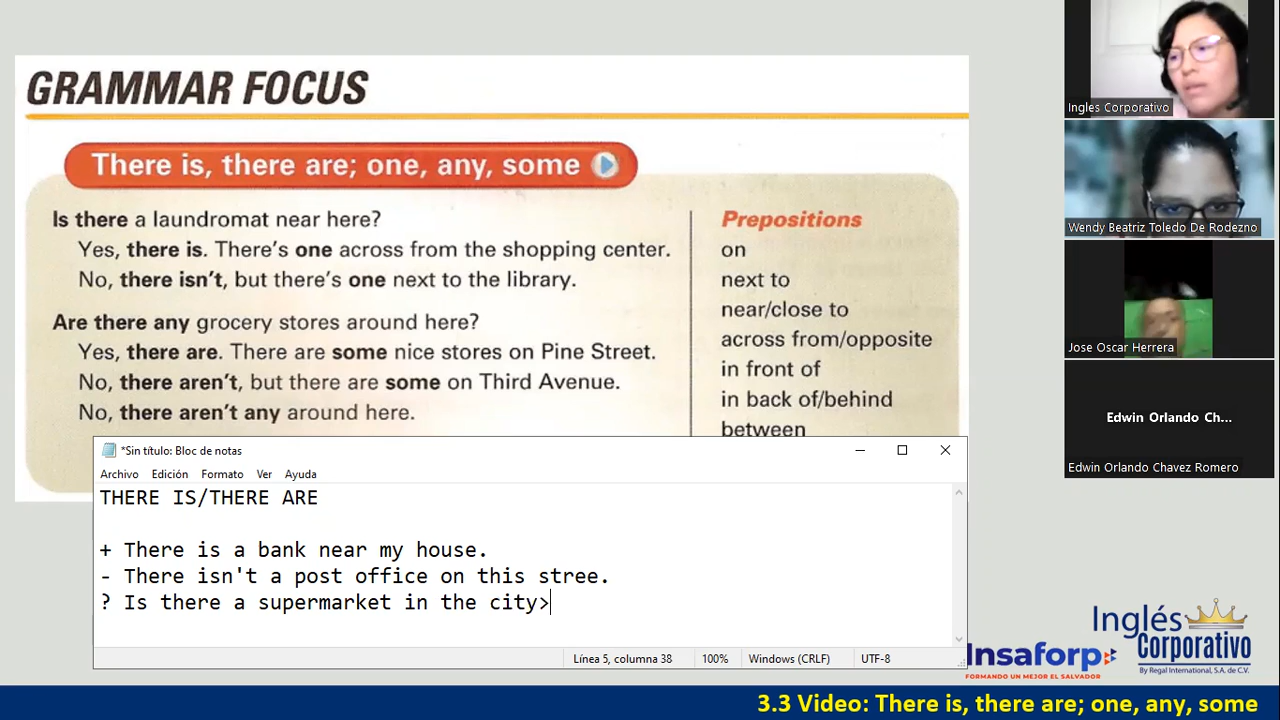 GRAMMAR FOCUS
There is, there are; one, any, some
Is there a laundromat near here?
Yes, there is. There's one across from the shopping center.
No, there isn't, but there's one next to the library.
Are there any grocery stores around here?
Yes, there are. There are some nice stores on Pine Street.
No, there aren't, but there are some on Third Avenue.
No, there aren't any around here.
Prepositions
on
next to
near/close to
across from/opposite
in front of
in back of/behind
between
*Sin título: Bloc de notas
Archivo Edición Formato Ver Ayuda
THERE IS/THERE ARE
+ There is a bank near my house.
- There isn't a post office on this stree.
? Is there a supermarket in the city>
Línea 5, columna 38 100% Windows (CRLF) UTF-8
Ingles Corporativo
Wendy Beatriz Toledo De Rodezno
Jose Oscar Herrera
Edwin Orlando Ch...
Edwin Orlando Chavez Romero
Inglés
Corporativo
By Regal International, S.A. de C.V.
Insaforp
FORMANDO UN MEJOR EL SALVADOR
3.3 Video: There is, there are; one, any, some